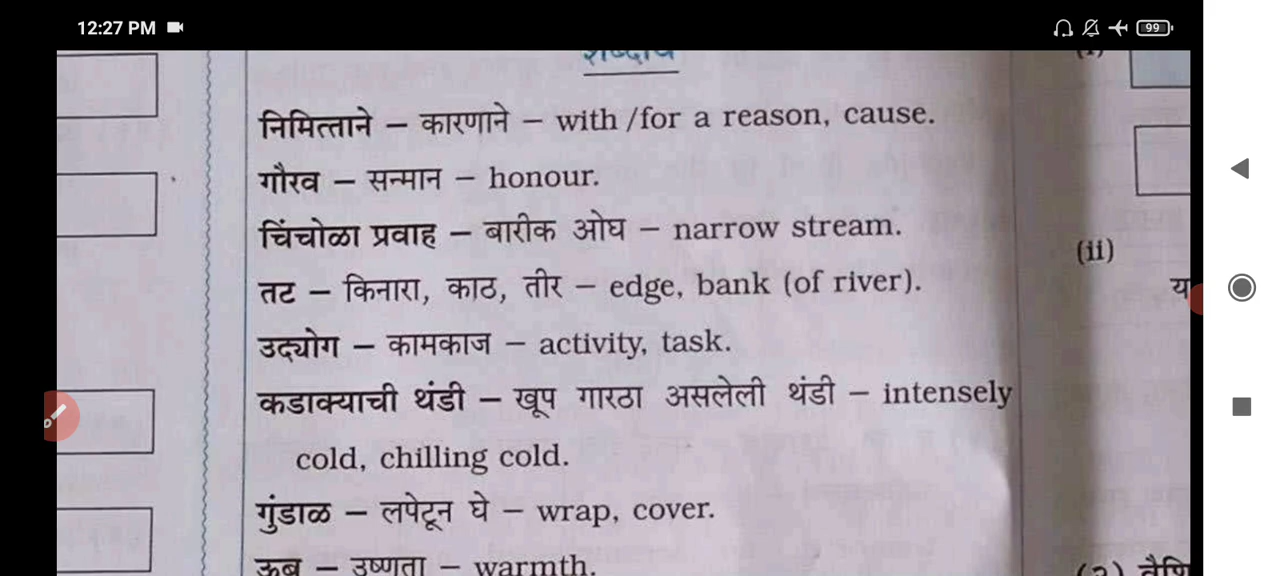 12:27 PM
99
शब्दार्थ
निमित्ताने – कारणाने – with /for a reason, cause.
गौरव – सन्मान – honour.
चिंचोळा प्रवाह – बारीक ओघ – narrow stream.
तट – किनारा, काठ, तीर – edge, bank (of river).
उद्योग – कामकाज – activity, task.
कडाक्याची थंडी – खूप गारठा असलेली थंडी – intensely
cold, chilling cold.
गुंडाळ – लपेटून घे – wrap, cover.
ऊब – उष्णता – warmth.
(ii)